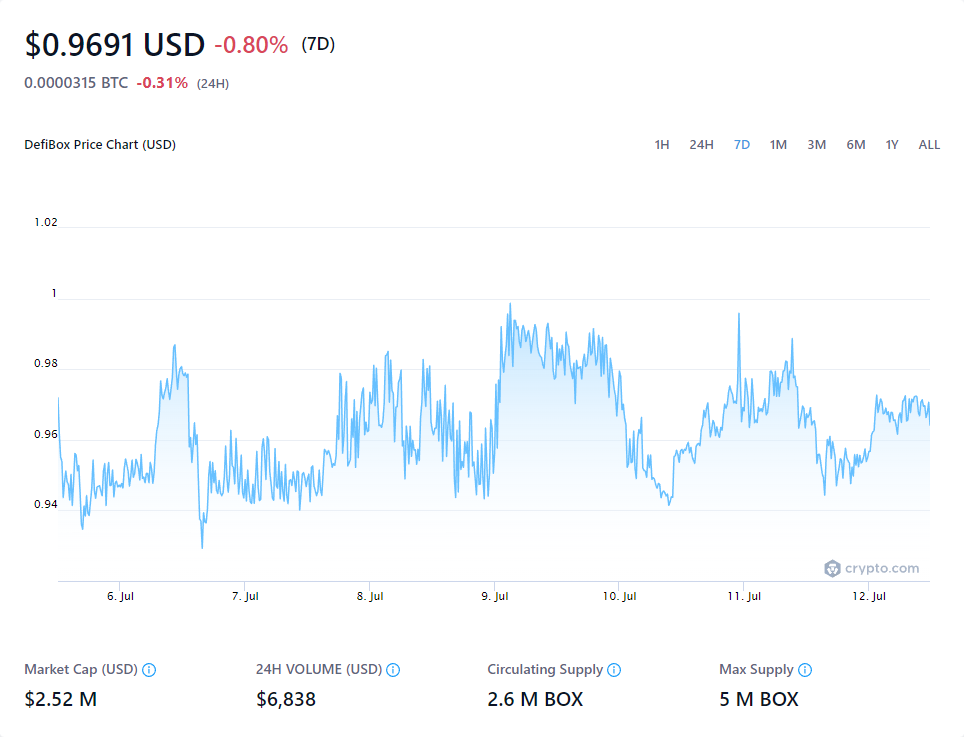 $0.9691 USD -0.80% (7D)
0.0000315 BTC -0.31% (24H)
DefiBox Price Chart (USD) 1H 24H 7D 1M 3M 6M 1Y ALL
1.02
1
0.98
0.96
0.94
crypto.com
6. Jul 7. Jul 8. Jul 9. Jul 10. Jul 11. Jul 12. Jul
Market Cap (USD) 24H VOLUME (USD) Circulating Supply Max Supply
$2.52 M $6,838 2.6 M BOX 5 M BOX